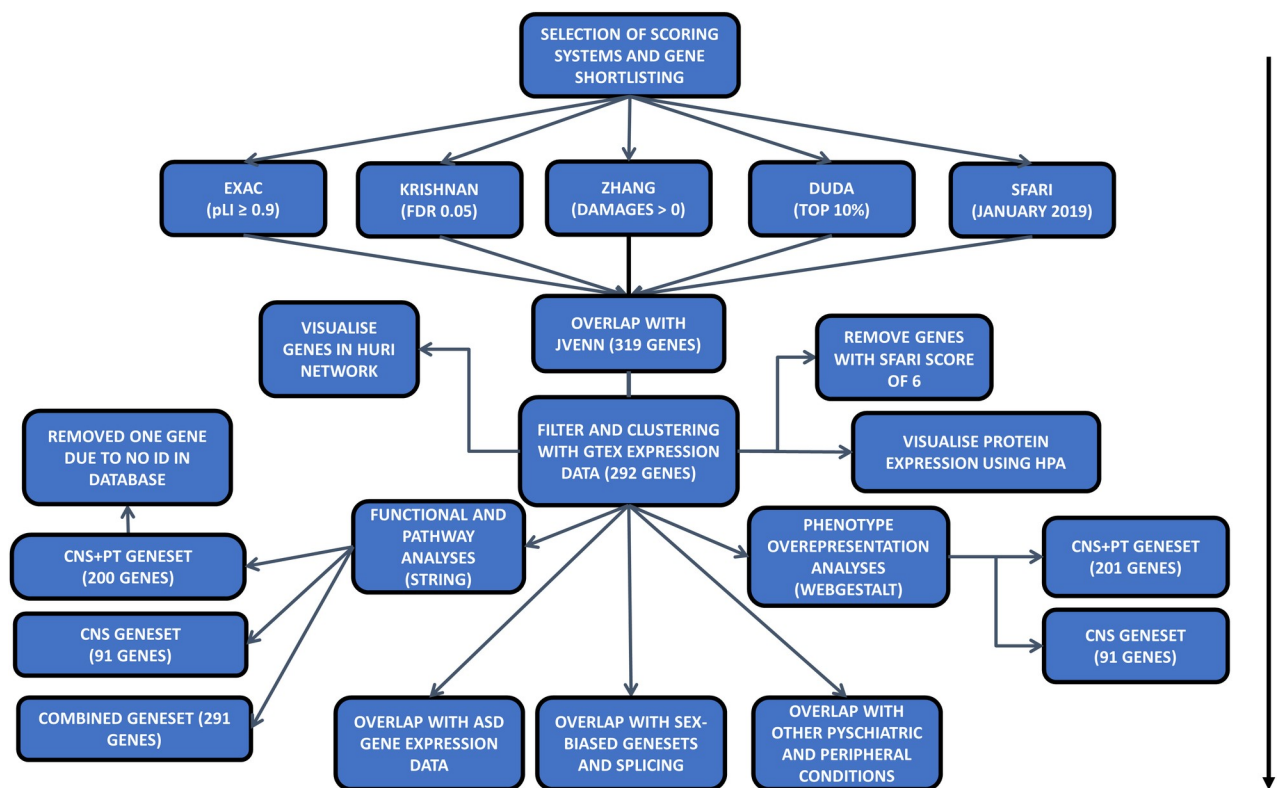 SELECTION OF SCORING
SYSTEMS AND GENE
SHORTLISTING
EXAC
(pLI ≥ 0.9)
KRISHNAN
(FDR 0.05)
ZHANG
(DAMAGES > 0)
DUDA
(TOP 10%)
SFARI
(JANUARY 2019)
VISUALISE
GENES IN HURI
NETWORK
OVERLAP WITH
JVENN (319 GENES)
REMOVE GENES
WITH SFARI SCORE
OF 6
FILTER AND CLUSTERING
WITH GTEX EXPRESSION
DATA (292 GENES)
VISUALISE PROTEIN
EXPRESSION USING HPA
REMOVED ONE GENE
DUE TO NO ID IN
DATABASE
FUNCTIONAL AND
PATHWAY
ANALYSES
(STRING)
PHENOTYPE
OVEREPRESENTATION
ANALYSES
(WEBGESTALT)
CNS+PT GENESET
(200 GENES)
CNS+PT GENESET
(201 GENES)
CNS GENESET
(91 GENES)
CNS GENESET
(91 GENES)
COMBINED GENESET (291
GENES)
OVERLAP WITH ASD
GENE EXPRESSION
DATA
OVERLAP WITH SEX-
BIASED GENESETS
AND SPLICING
OVERLAP WITH
OTHER PYSCHIATRIC
AND PERIPHERAL
CONDITIONS